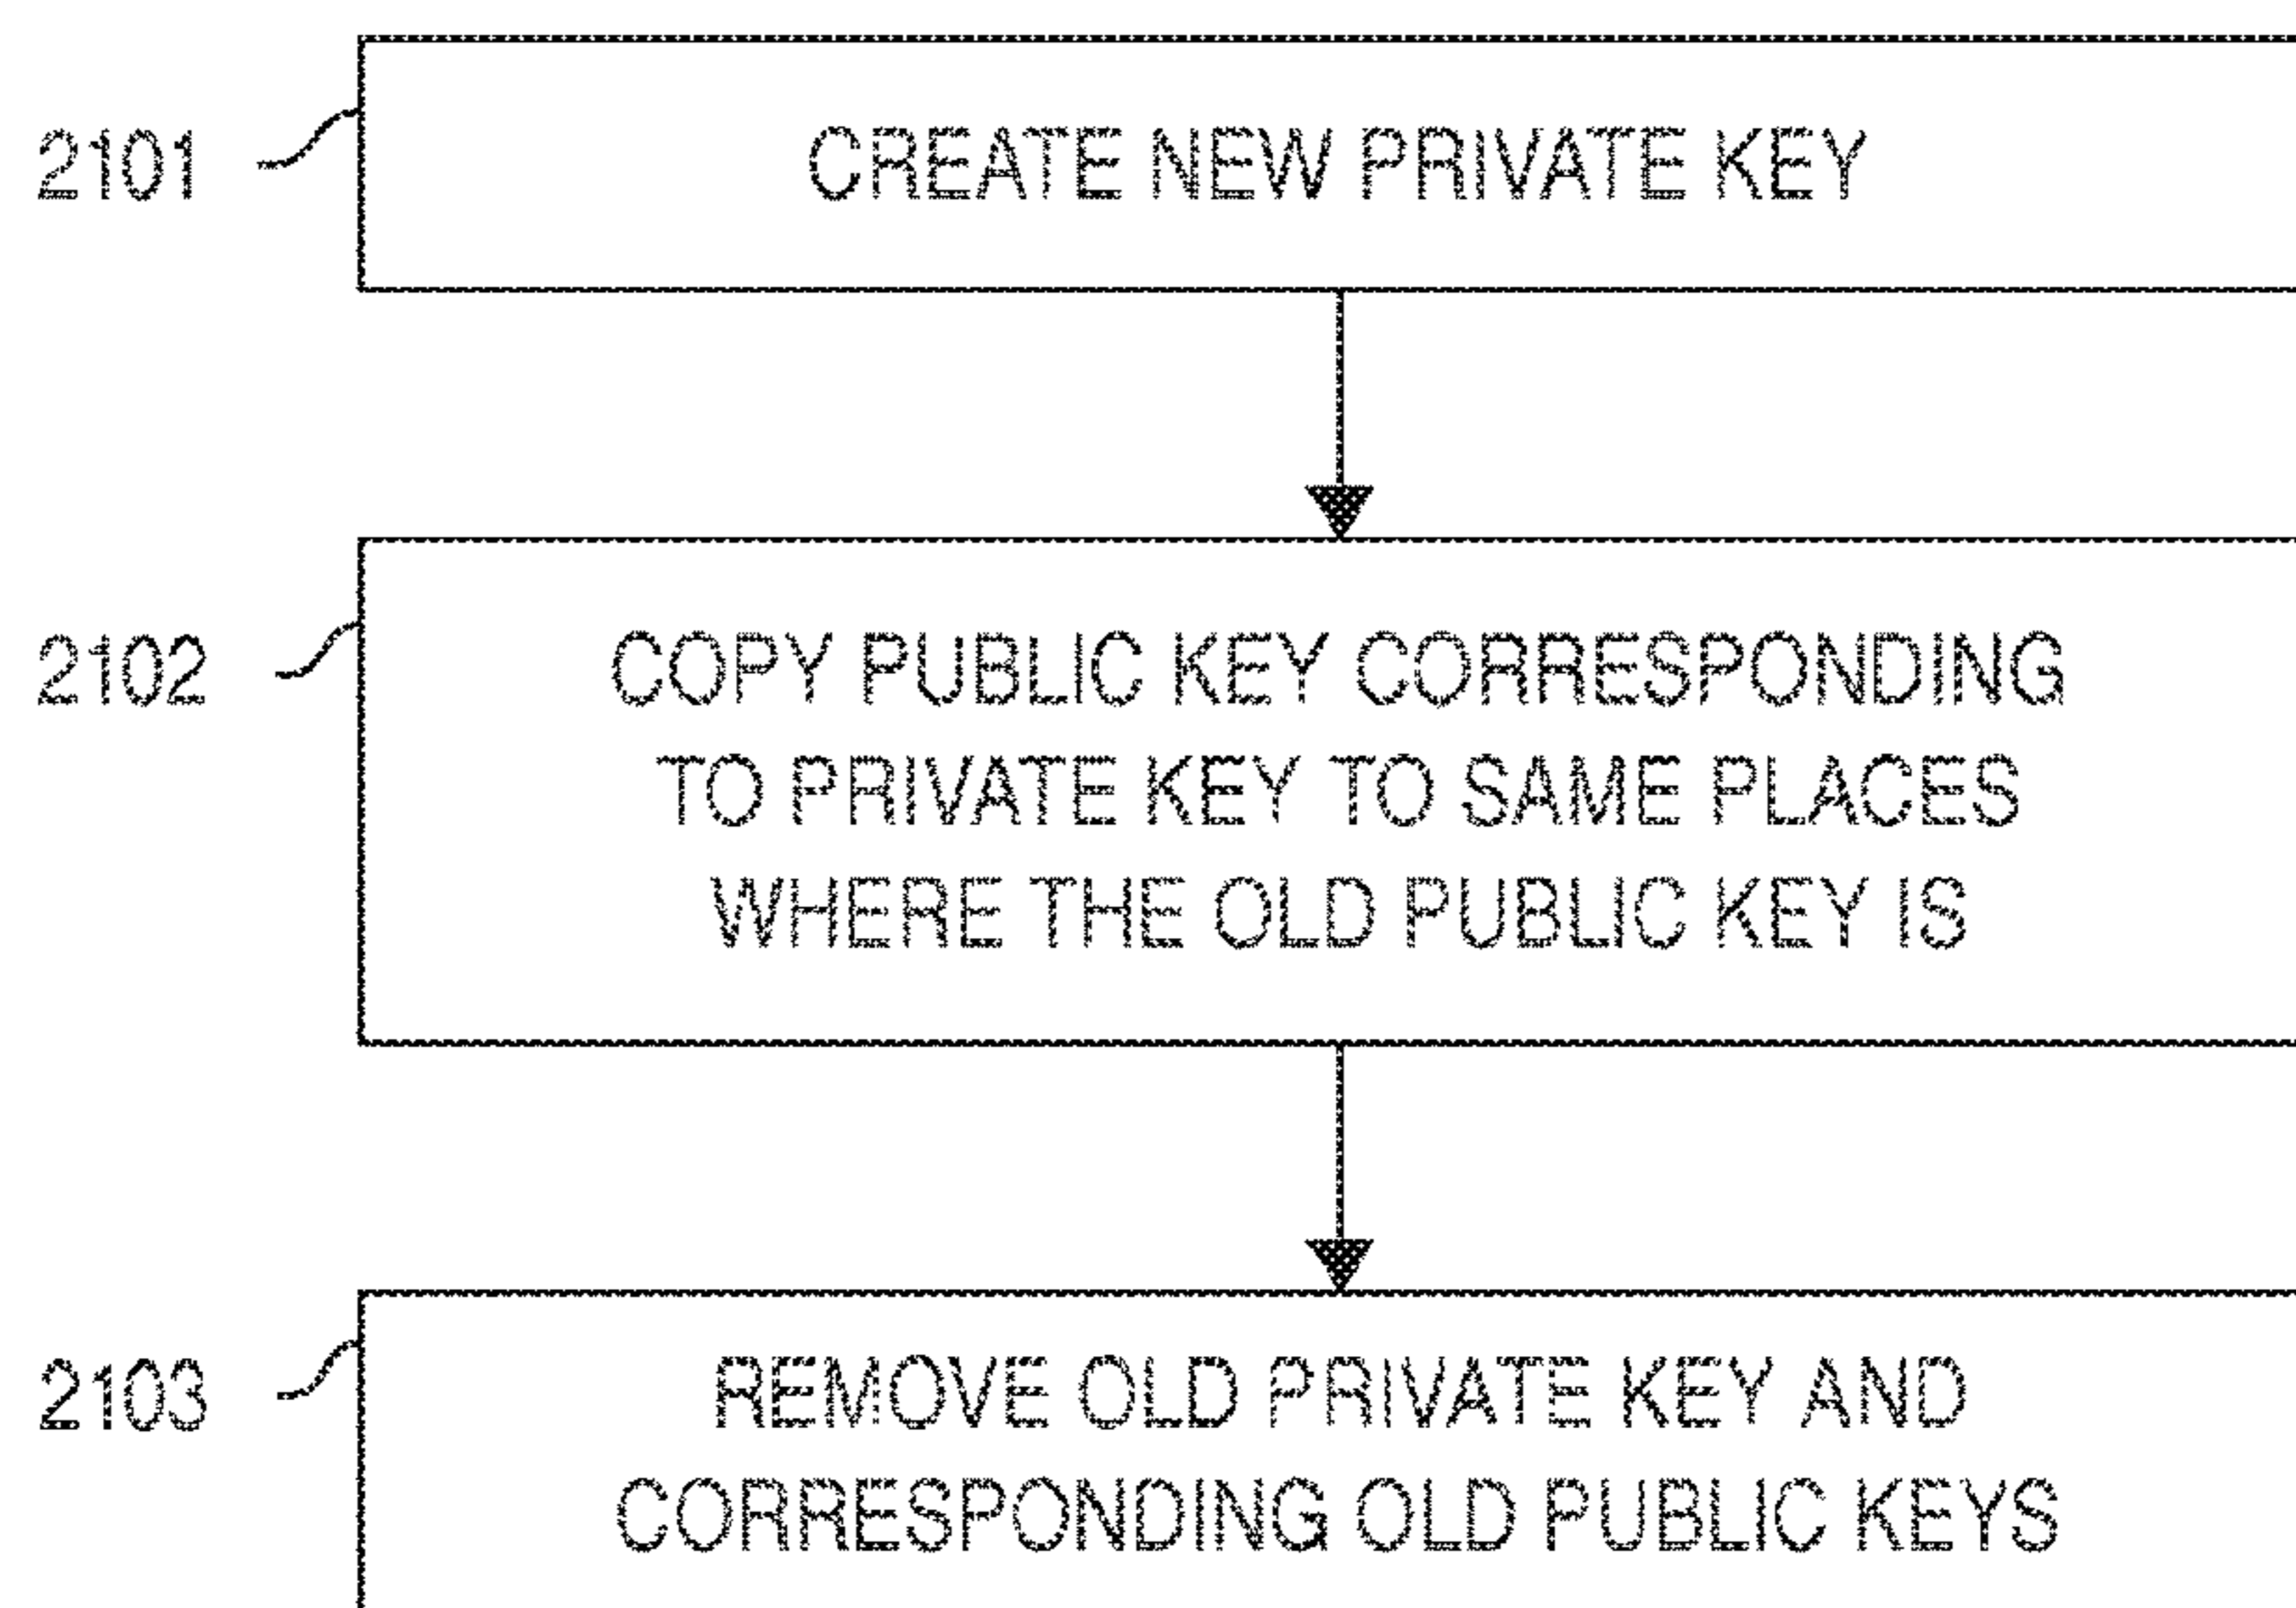 2101
CREATE NEW PRIVATE KEY
2102
COPY PUBLIC KEY CORRESPONDING
TO PRIVATE KEY TO SAME PLACES
WHERE THE OLD PUBLIC KEY IS
2103
REMOVE OLD PRIVATE KEY AND
CORRESPONDING OLD PUBLIC KEYS